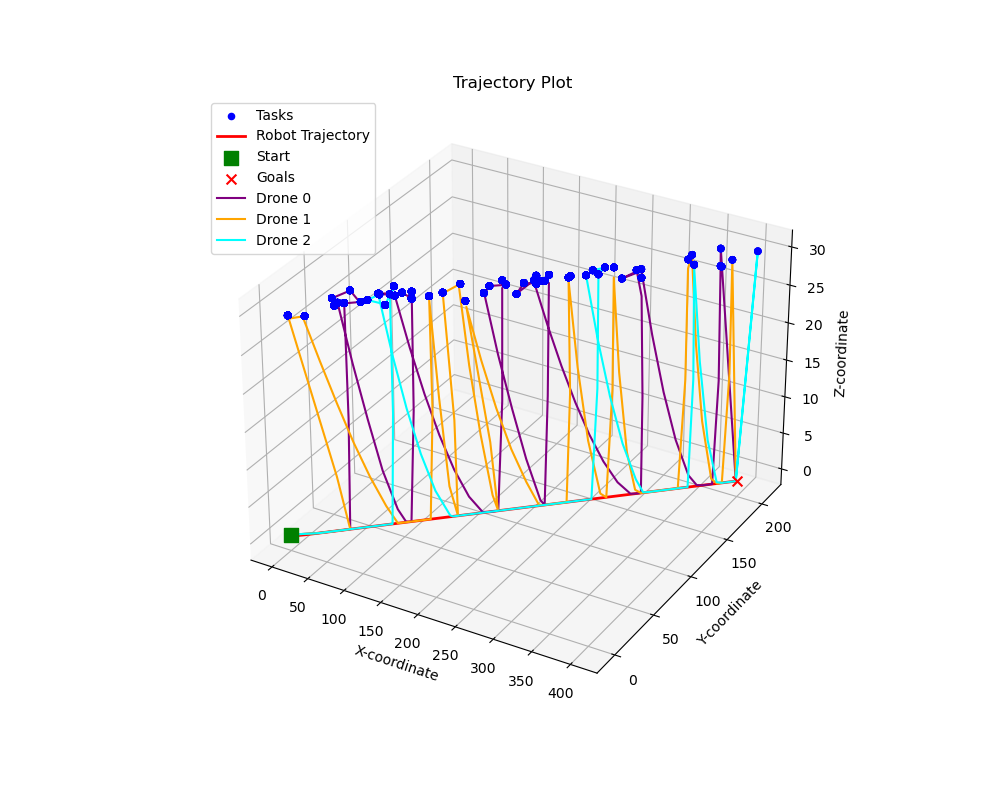 Trajectory Plot
Tasks
Robot Trajectory
Start
Goals
Drone 0
Drone 1
Drone 2
30
25
20
15
10
5
0
Z-coordinate
200
150
100
50
0
Y-coordinate
0
50
100
150
200
250
300
350
400
X-coordinate